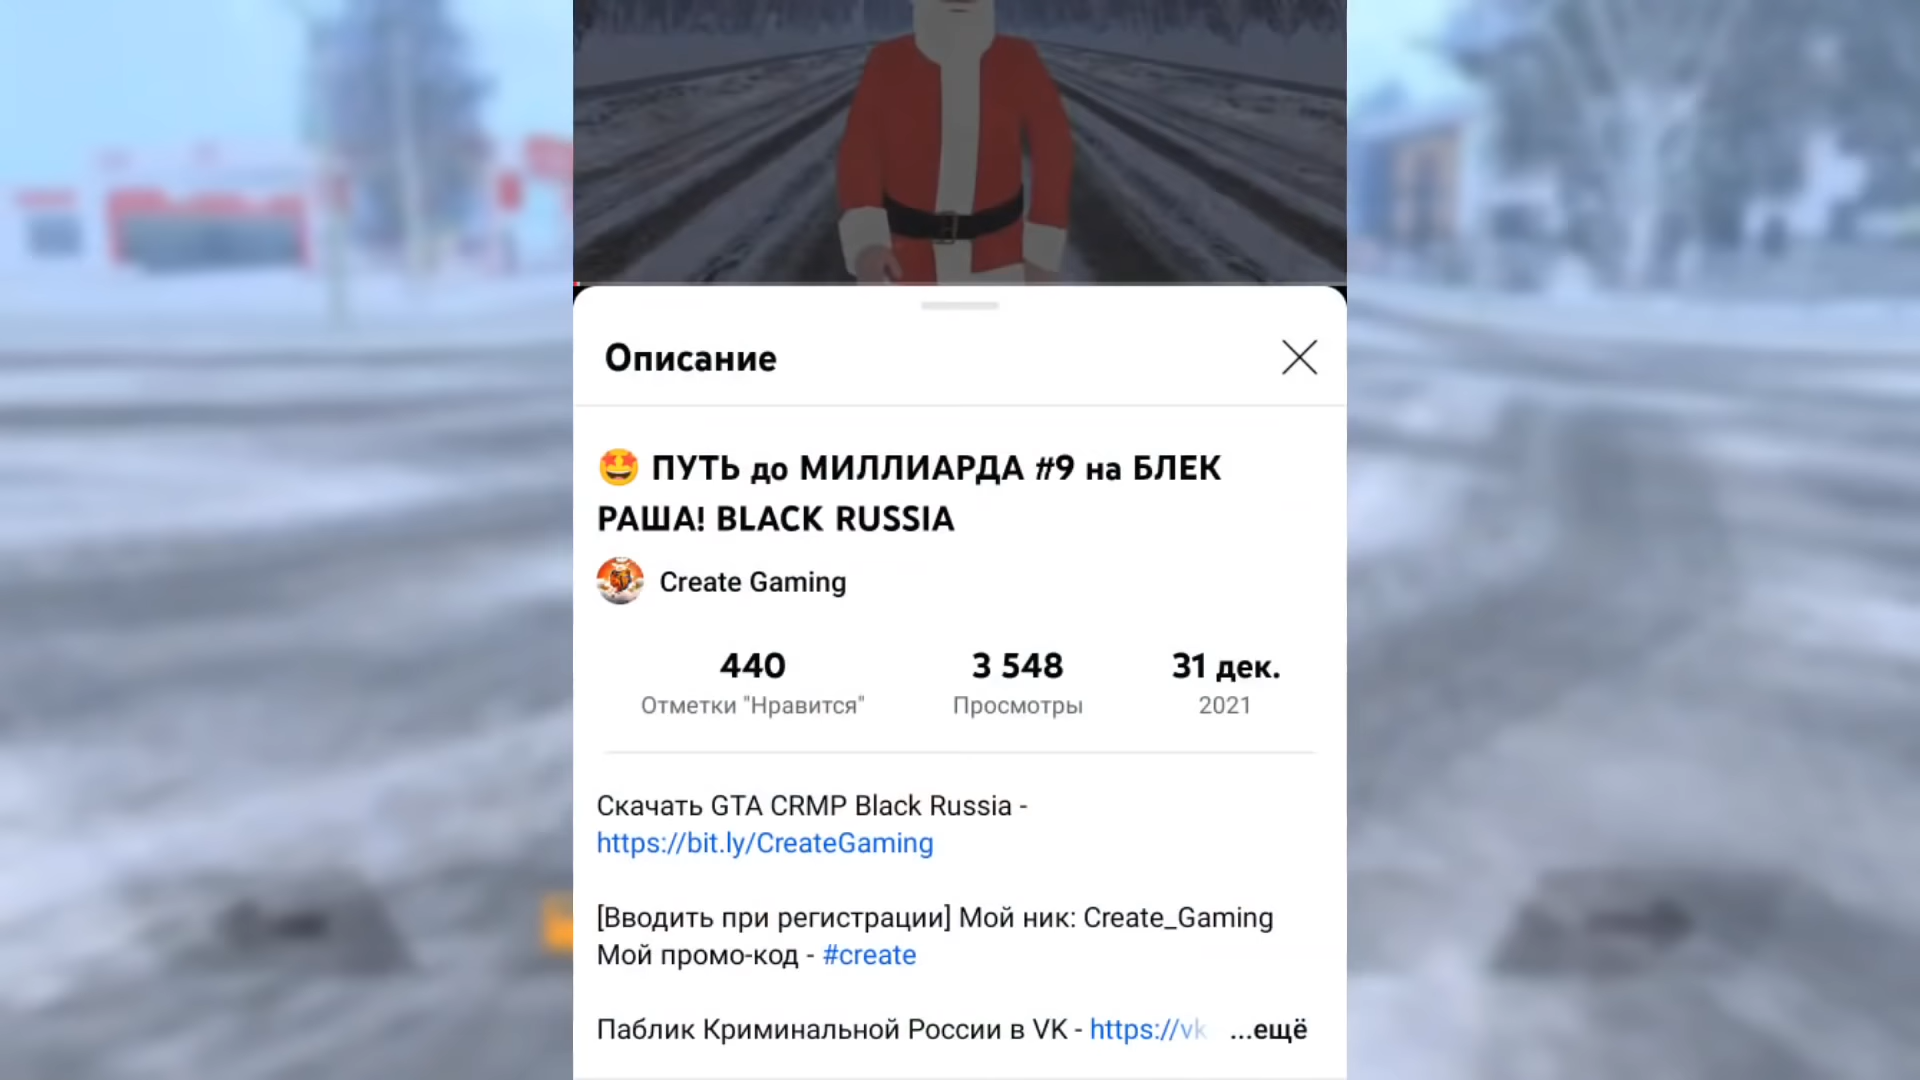 Описание
ПУТЬ до МИЛЛИАРДА #9 на БЛЕК
РАША! BLACK RUSSIA
Create Gaming
440
Отметки "Нравится"
3 548
Просмотры
31 дек.
2021
Скачать GTA CRMP Black Russia -
https://bit.ly/CreateGaming
[Вводить при регистрации] Мой ник: Create_Gaming
Мой промо-код - #create
Паблик Криминальной России в VK - https://vk ...ещё